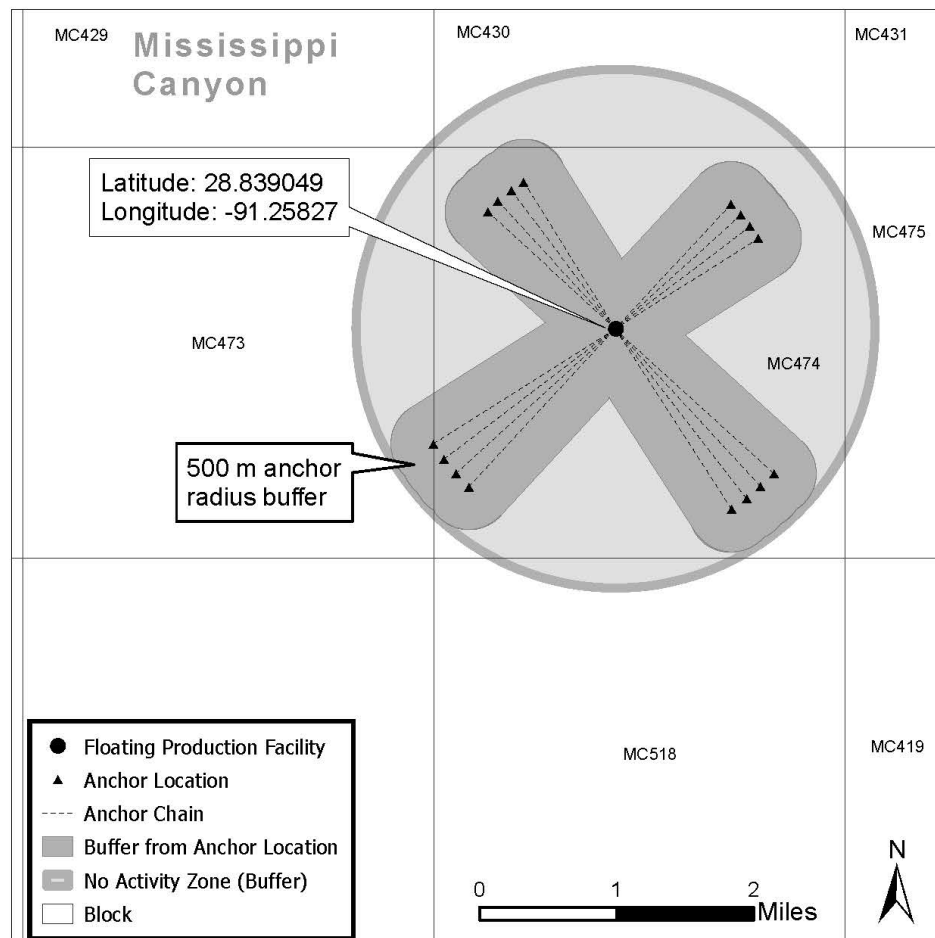 MC429
Mississippi
Canyon
MC430
MC431
Latitude: 28.839049
Longitude: -91.25827
MC475
MC473
MC474
500 m anchor
radius buffer
Floating Production Facility
Anchor Location
Anchor Chain
Buffer from Anchor Location
No Activity Zone (Buffer)
Block
MC518
MC419
N
0 1 2
Miles